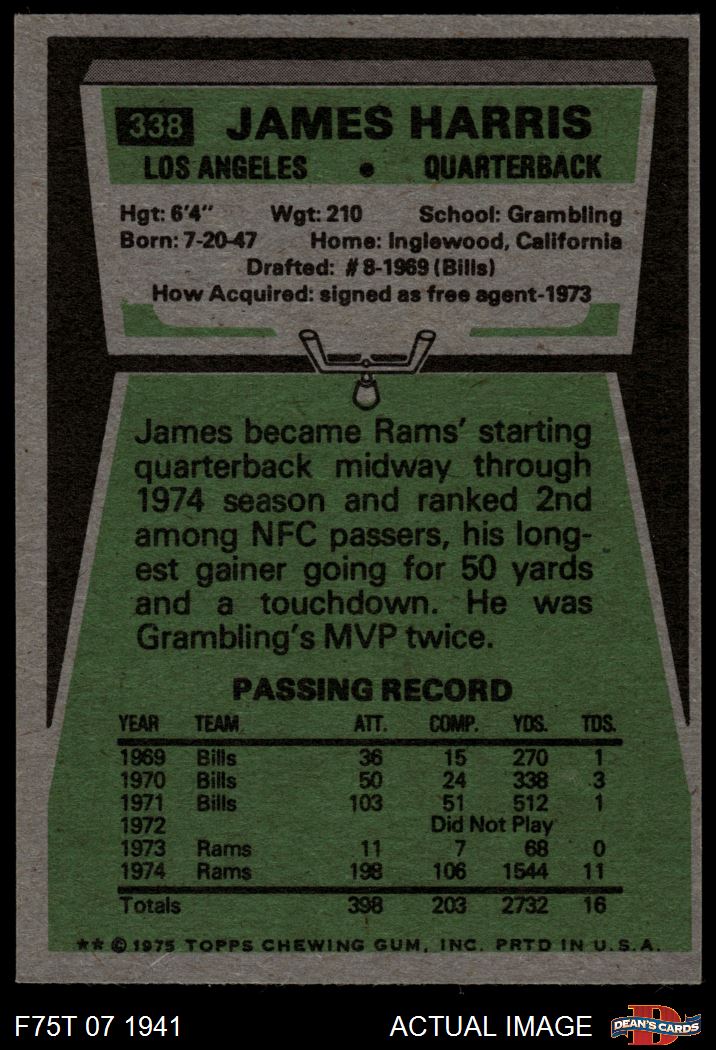 338 JAMES HARRIS
LOS ANGELES • QUARTERBACK
Hgt: 6'4" Wgt: 210 School: Grambling
Born: 7-20-47 Home: Inglewood, California
Drafted: #8-1969 (Bills)
How Acquired: signed as free agent-1973
James became Rams' starting
quarterback midway through
1974 season and ranked 2nd
among NFC passers, his long-
est gainer going for 50 yards
and a touchdown. He was
Grambling's MVP twice.
PASSING RECORD
YEAR TEAM ATT. COMP. YDS. TDS.
1969 Bills 36 15 270 1
1970 Bills 50 24 338 3
1971 Bills 103 51 512 1
1972 Did Not Play
1973 Rams 11 7 68 0
1974 Rams 198 106 1544 11
Totals 398 203 2732 16
** © 1975 TOPPS CHEWING GUM, INC. PRTD IN U.S.A.
F75T 07 1941 ACTUAL IMAGE DEAN'S CARDS